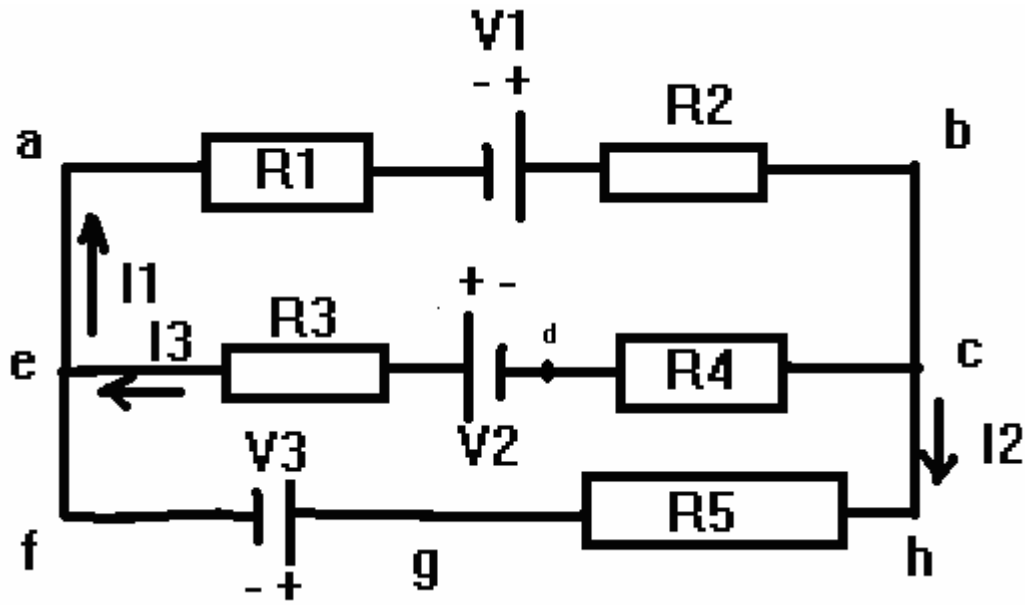 V1
- +
R2
a
R1
b
I1
+ -
R3
d
e
I3
R4
c
V3
V2
I2
R5
f
g
h
- +